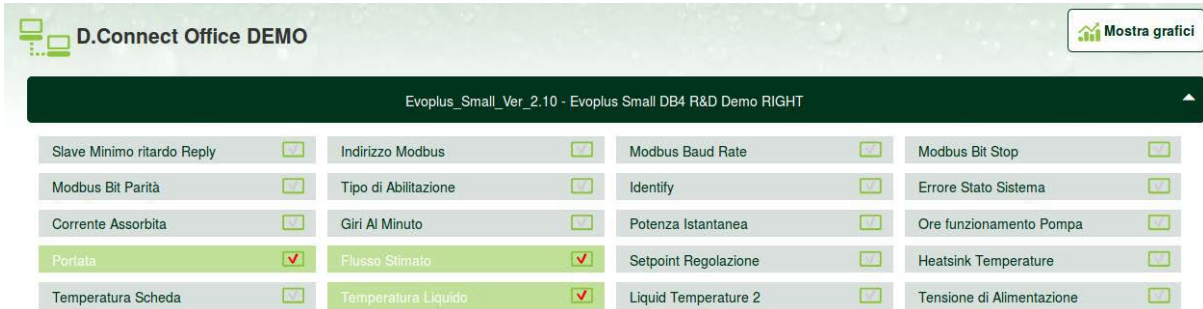 D.Connect Office DEMO
Mostra grafici
Evoplus_Small_Ver_2.10 - Evoplus Small DB4 R&D Demo RIGHT
Slave Minimo ritardo Reply
Indirizzo Modbus
Modbus Baud Rate
Modbus Bit Stop
Modbus Bit Parità
Tipo di Abilitazione
Identify
Errore Stato Sistema
Corrente Assorbita
Giri Al Minuto
Potenza Istantanea
Ore funzionamento Pompa
Portata
Flusso Stimato
Setpoint Regolazione
Heatsink Temperature
Temperatura Scheda
Temperatura Liquido
Liquid Temperature 2
Tensione di Alimentazione